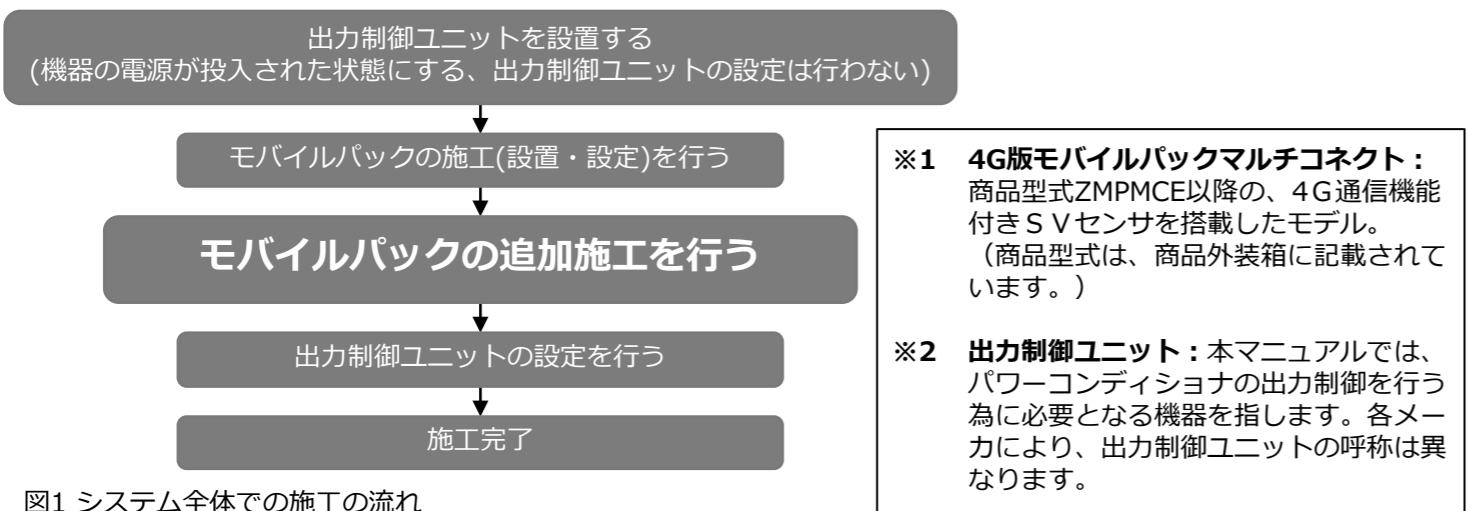 出力制御ユニットを設置する
(機器の電源が投入された状態にする、出力制御ユニットの設定は行わない)
モバイルパックの施工(設置・設定)を行う
モバイルパックの追加施工を行う
出力制御ユニットの設定を行う
施工完了
図1 システム全体での施工の流れ
※1 4G版モバイルパックマルチコネクト：
商品型式ZMPMCE以降の、4Ｇ通信機能
付きＳＶセンサを搭載したモデル。
（商品型式は、商品外装箱に記載されて
います。）
※2 出力制御ユニット：本マニュアルでは、
パワーコンディショナの出力制御を行う
為に必要となる機器を指します。各メー
カにより、出力制御ユニットの呼称は異
なります。